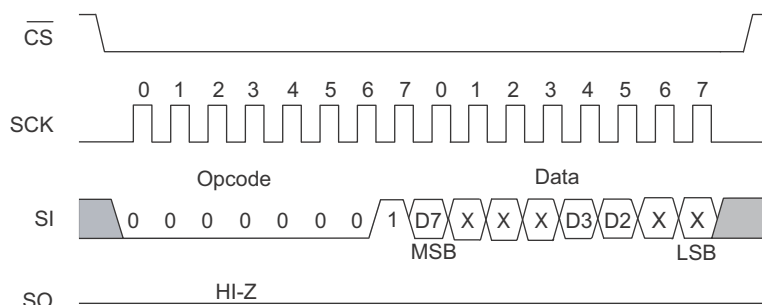 CS
0 1 2 3 4 5 6 7 0 1 2 3 4 5 6 7
SCK
Opcode Data
SI 0 0 0 0 0 0 0 1 D7 X X X D3 D2 X X
MSB LSB
HI-Z
SO